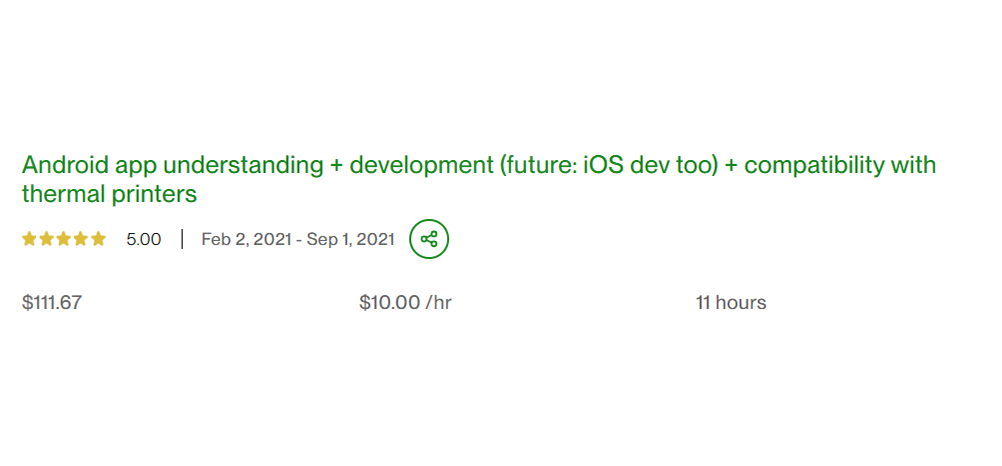 Android app understanding + development (future: iOS dev too) + compatibility with
thermal printers
5.00 | Feb 2, 2021 - Sep 1, 2021
$111.67 $10.00 /hr 11 hours